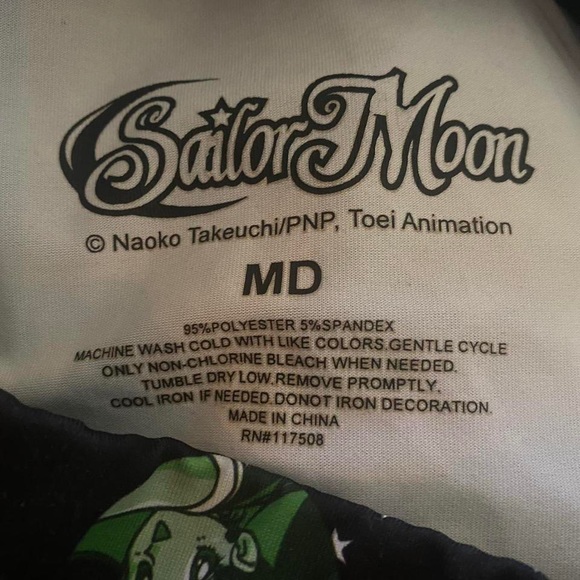 Sailor Moon
© Naoko Takeuchi/PNP, Toei Animation
MD
95%POLYESTER 5%SPANDEX
MACHINE WASH COLD WITH LIKE COLORS.GENTLE CYCLE
ONLY NON-CHLORINE BLEACH WHEN NEEDED.
TUMBLE DRY LOW.REMOVE PROMPTLY.
COOL IRON IF NEEDED.DONOT IRON DECORATION.
MADE IN CHINA
RN#117508